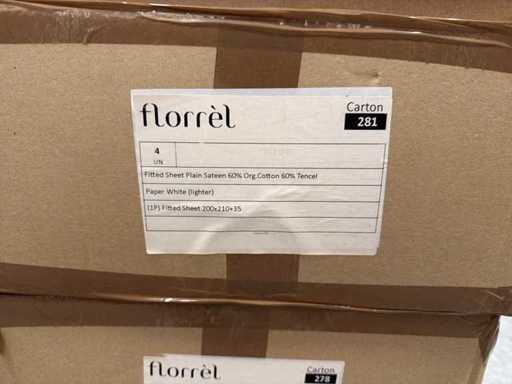 florrèl
Carton
281
4
UN
Fitted Sheet Plain Sateen 60% Org.Cotton 60% Tencel
Paper White (lighter)
(1P) Fitted Sheet 200x210+35
florrèl
Carton
278